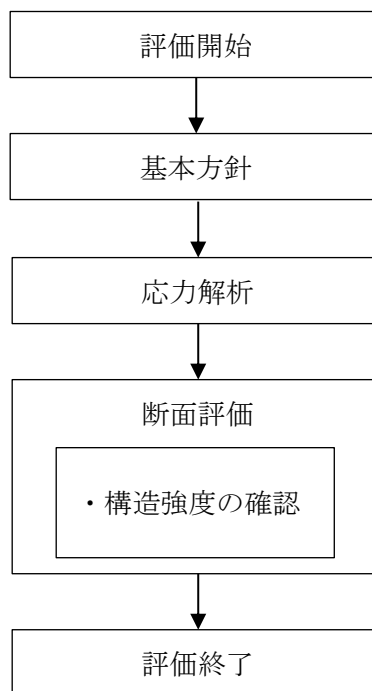 評価開始
基本方針
応力解析
断面評価
・構造強度の確認
評価終了